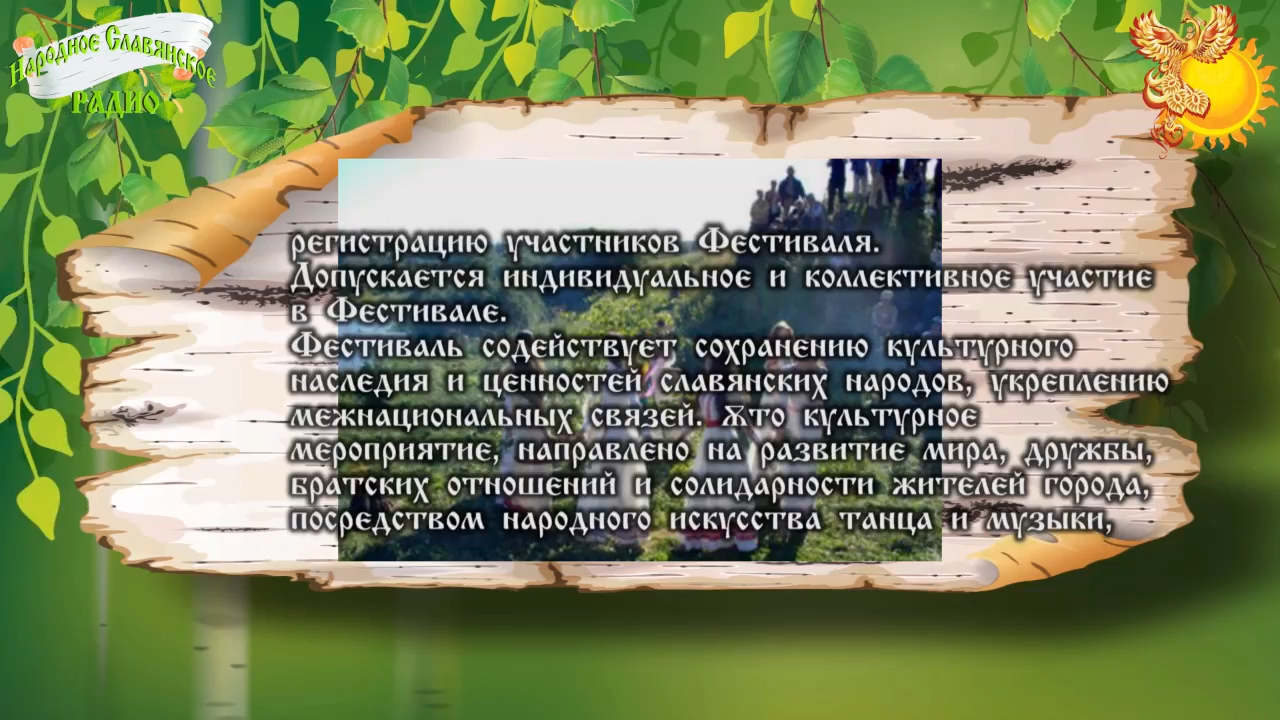 Народное Славянское
РАДИО
регистрацию участников Фестиваля.
Допускается индивидуальное и коллективное участие
в Фестивале.
Фестиваль содействует сохранению культурного
наследия и ценностей славянских народов, укреплению
межнациональных связей. Ѫто культурное
мероприятие, направлено на развитие мира, дружбы,
братских отношений и солидарности жителей города,
посредством народного искусства танца и музыки,